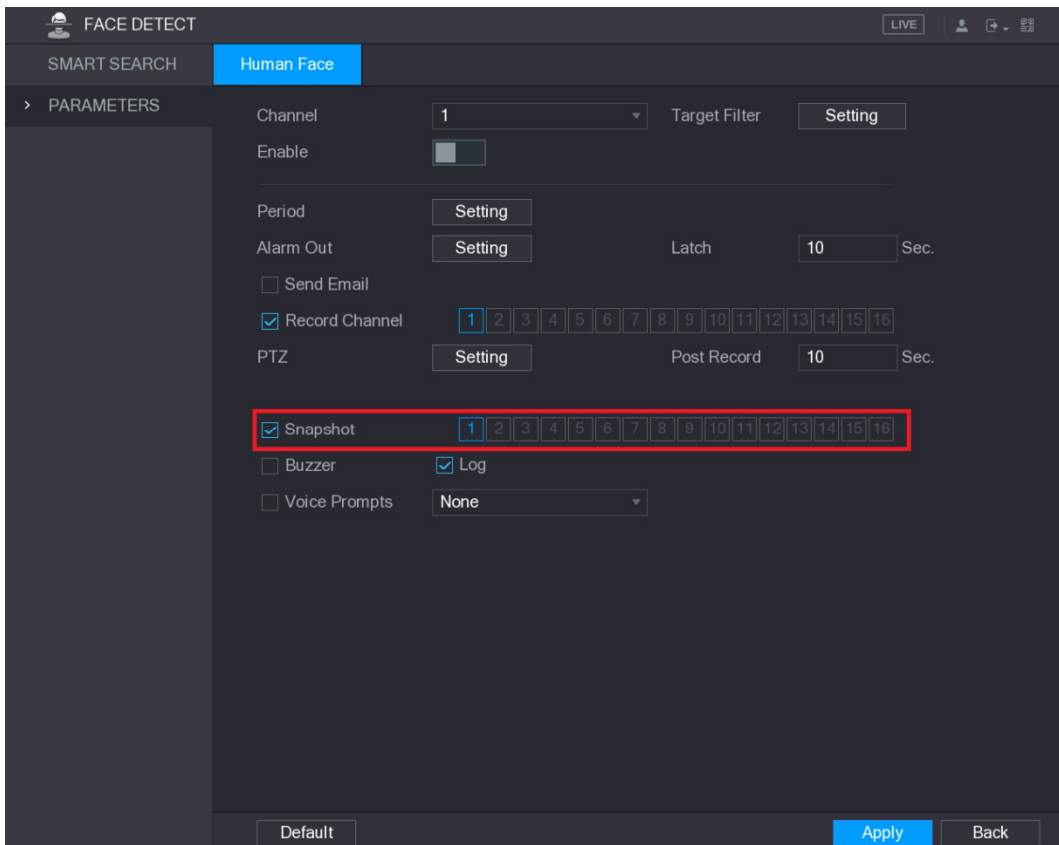 FACE DETECT LIVE
SMART SEARCH Human Face
> PARAMETERS
Channel 1 Target Filter Setting
Enable
Period Setting
Alarm Out Setting Latch 10 Sec.
Send Email
Record Channel 1 2 3 4 5 6 7 8 9 10 11 12 13 14 15 16
PTZ Setting Post Record 10 Sec.
Snapshot 1 2 3 4 5 6 7 8 9 10 11 12 13 14 15 16
Buzzer Log
Voice Prompts None
Default Apply Back